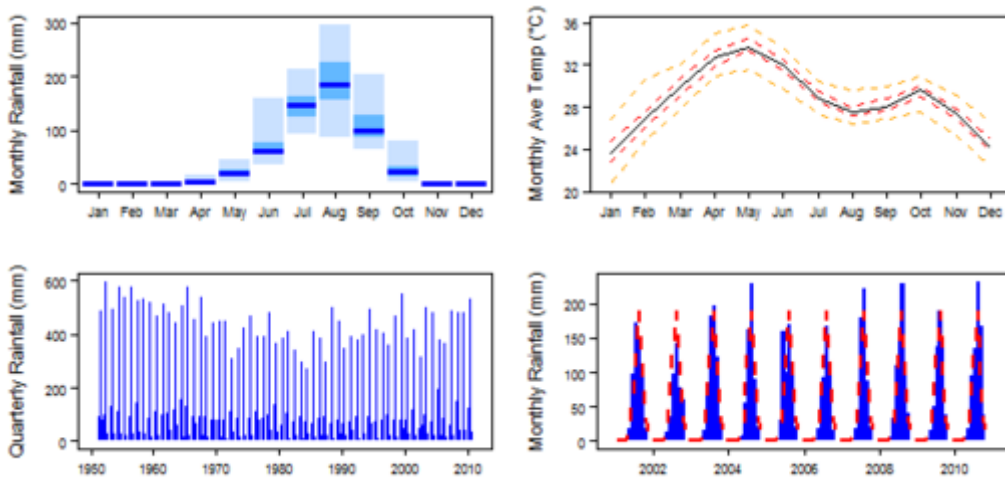 Monthly Rainfall (mm)
300
200
100
0
Jan Feb Mar Apr May Jun Jul Aug Sep Oct Nov Dec
Monthly Ave Temp (°C)
36
32
28
24
20
Jan Feb Mar Apr May Jun Jul Aug Sep Oct Nov Dec
Quarterly Rainfall (mm)
600
400
200
0
1950 1960 1970 1980 1990 2000 2010
Monthly Rainfall (mm)
200
150
100
50
0
2002 2004 2006 2008 2010